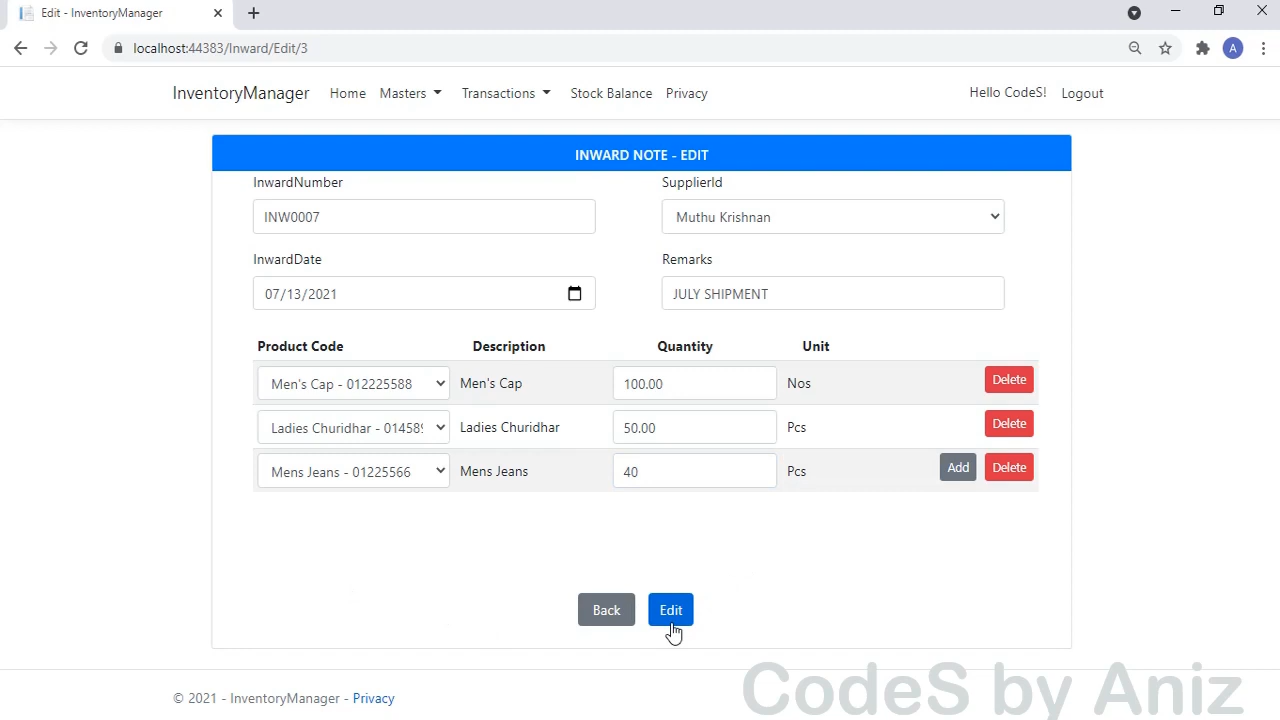 Edit - InventoryManager
localhost:44383/Inward/Edit/3
A
InventoryManager Home Masters Transactions Stock Balance Privacy Hello CodeS! Logout
INWARD NOTE - EDIT
InwardNumber SupplierId
INW0007 Muthu Krishnan
InwardDate Remarks
07/13/2021 JULY SHIPMENT
Product Code Description Quantity Unit
Men's Cap - 012225588 Men's Cap 100.00 Nos Delete
Ladies Churidhar - 01458 Ladies Churidhar 50.00 Pcs Delete
Mens Jeans - 01225566 Mens Jeans 40 Pcs Add Delete
Back Edit
CodeS by Aniz
© 2021 - InventoryManager - Privacy